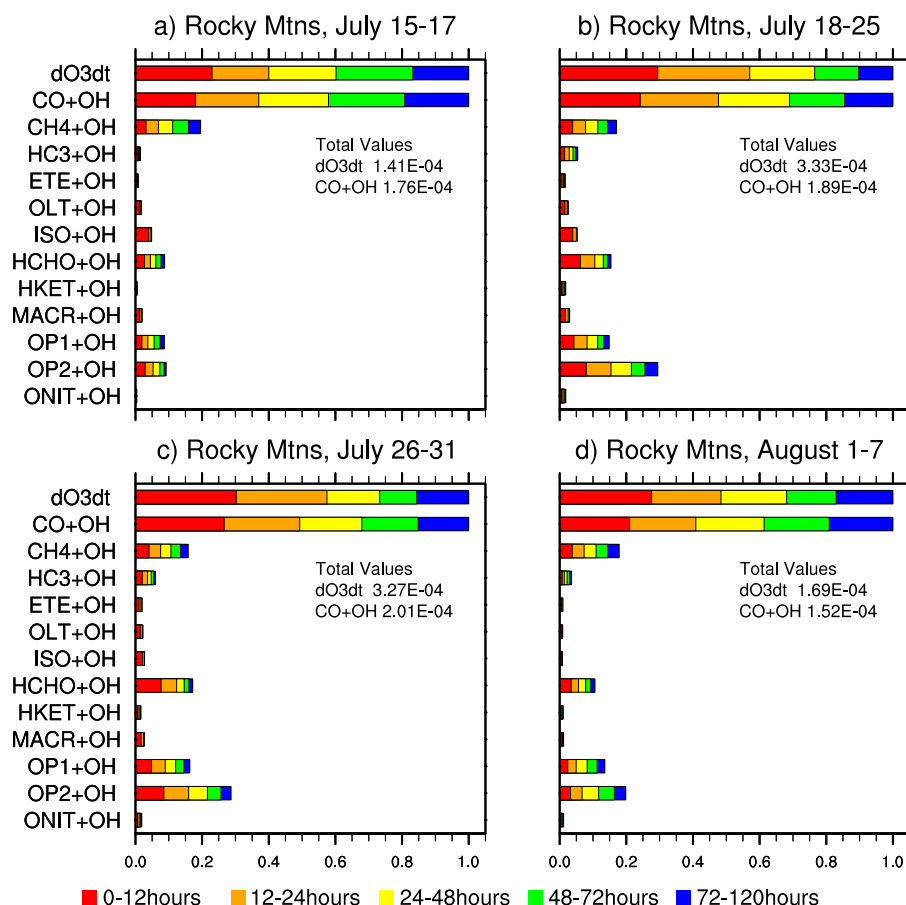 a) Rocky Mtns, July 15-17
dO3dt
CO+OH
CH4+OH
HC3+OH
ETE+OH
OLT+OH
ISO+OH
HCHO+OH
HKET+OH
MACR+OH
OP1+OH
OP2+OH
ONIT+OH
Total Values
dO3dt 1.41E-04
CO+OH 1.76E-04
b) Rocky Mtns, July 18-25
Total Values
dO3dt 3.33E-04
CO+OH 1.89E-04
c) Rocky Mtns, July 26-31
dO3dt
CO+OH
CH4+OH
HC3+OH
ETE+OH
OLT+OH
ISO+OH
HCHO+OH
HKET+OH
MACR+OH
OP1+OH
OP2+OH
ONIT+OH
Total Values
dO3dt 3.27E-04
CO+OH 2.01E-04
0.0 0.2 0.4 0.6 0.8 1.0
d) Rocky Mtns, August 1-7
Total Values
dO3dt 1.69E-04
CO+OH 1.52E-04
0.0 0.2 0.4 0.6 0.8 1.0
0-12hours 12-24hours 24-48hours 48-72hours 72-120hours